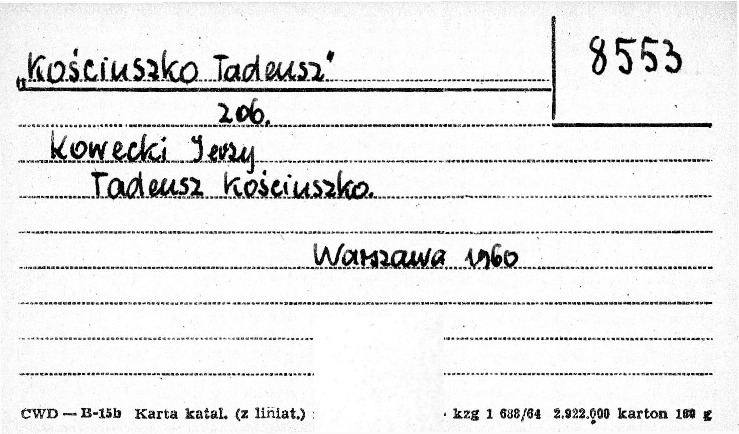 „Kościuszko Tadeusz"
8553
zob.
Kowecki Jerzy
Tadeusz Kościuszko.
Warszawa 1960
CWD — B-15b Karta katal. (z liniat.) : kzg 1 688/64 2.922.000 karton 180 g